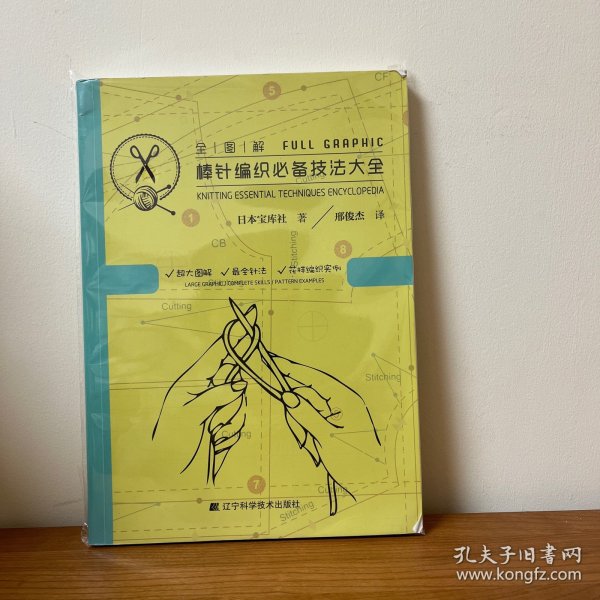 CF
5
全 图 解 FULL GRAPHIC
棒针编织必备技法大全
KNITTING ESSENTIAL TECHNIQUES ENCYCLOPEDIA
日本宝库社 著 / 邢俊杰 译
1
CB
Stitching
8
✓超大图解 ✓最全针法 ✓花样编织实例
LARGE GRAPHIC / COMPLETE SKILLS / PATTERN EXAMPLES
Cutting
Cutting
Stitching
Cutting
7
Stitching
辽宁科学技术出版社
孔夫子旧书网
www.kongfz.com